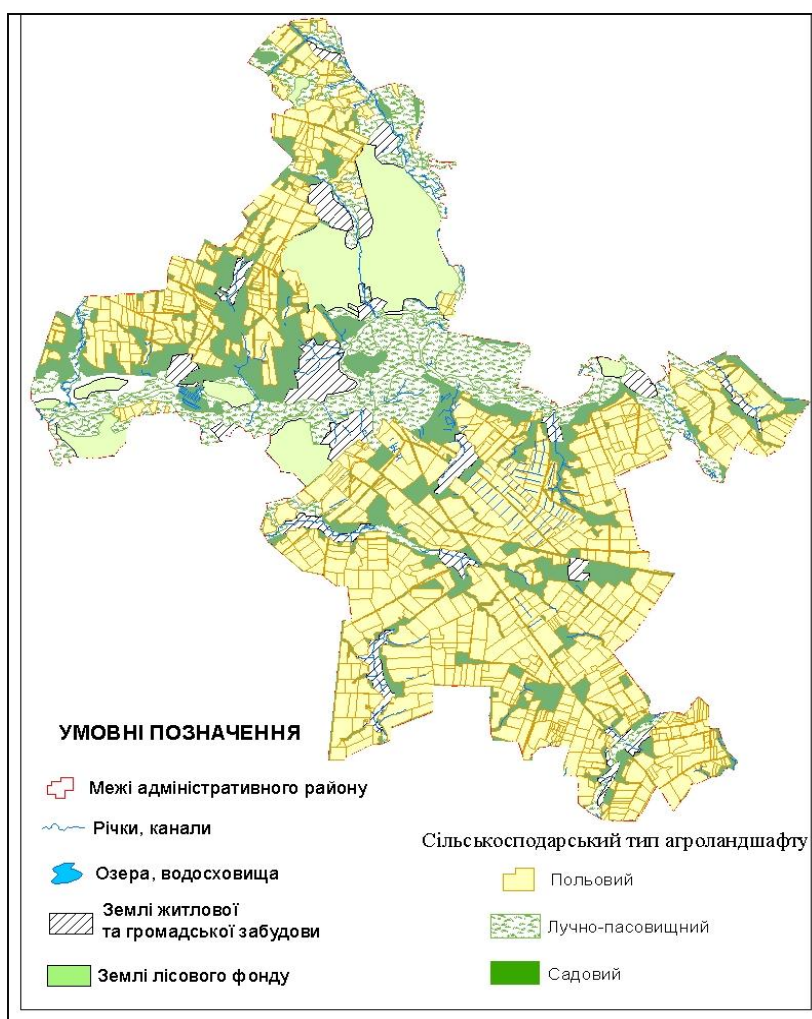 УМОВНІ ПОЗНАЧЕННЯ
Межі адміністративного району
Річки, канали
Озера, водосховища
Землі житлової
та громадської забудови
Землі лісового фонду
Сільськосподарський тип агроландшафту
Польовий
Лучно-пасовищний
Садовий